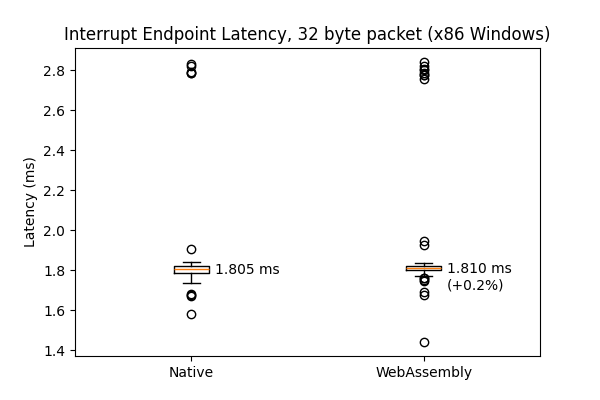 Interrupt Endpoint Latency, 32 byte packet (x86 Windows)
Latency (ms)
2.8
2.6
2.4
2.2
2.0
1.8
1.6
1.4
1.805 ms
1.810 ms
(+0.2%)
Native
WebAssembly